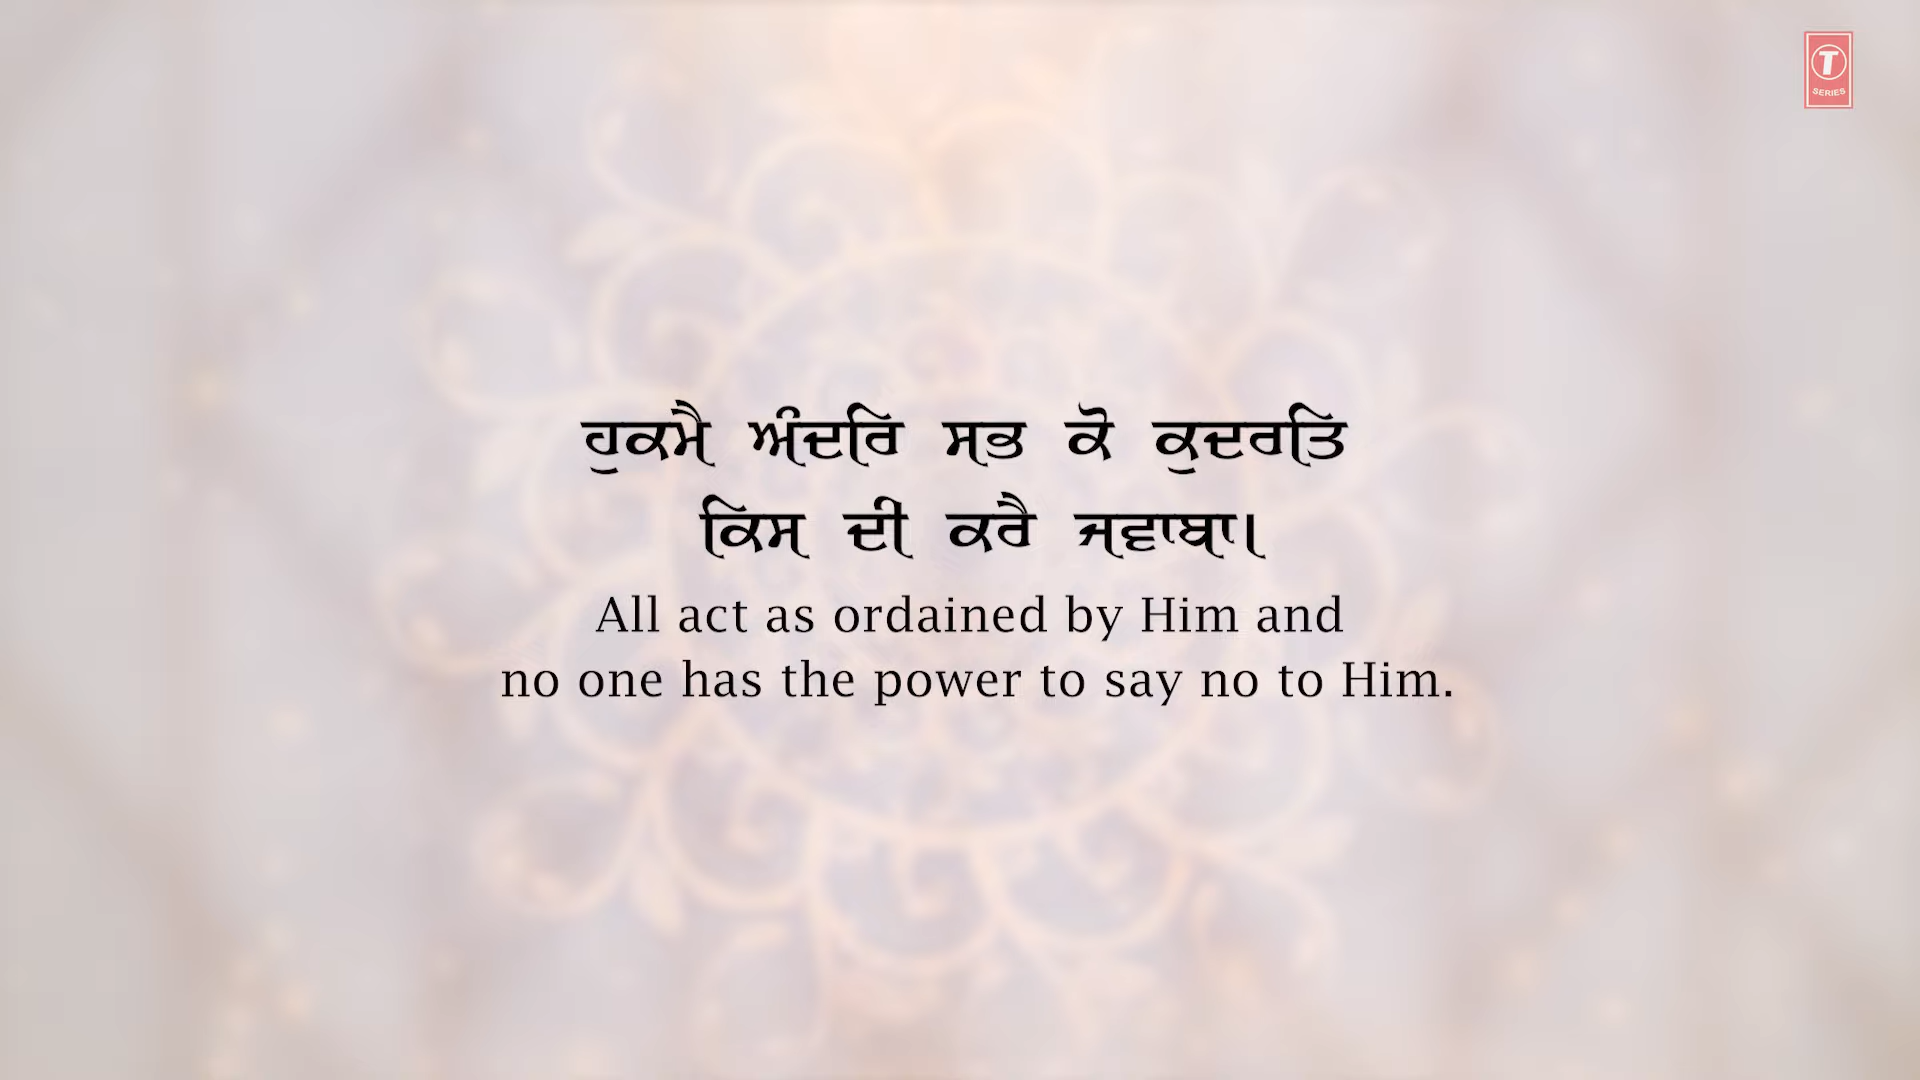 T
SERIES
ਹੁਕਮੈ ਅੰਦਰਿ ਸਭ ਕੋ ਕੁਦਰਤਿ
ਕਿਸ ਦੀ ਕਰੈ ਜਵਾਬਾ।
All act as ordained by Him and
no one has the power to say no to Him.